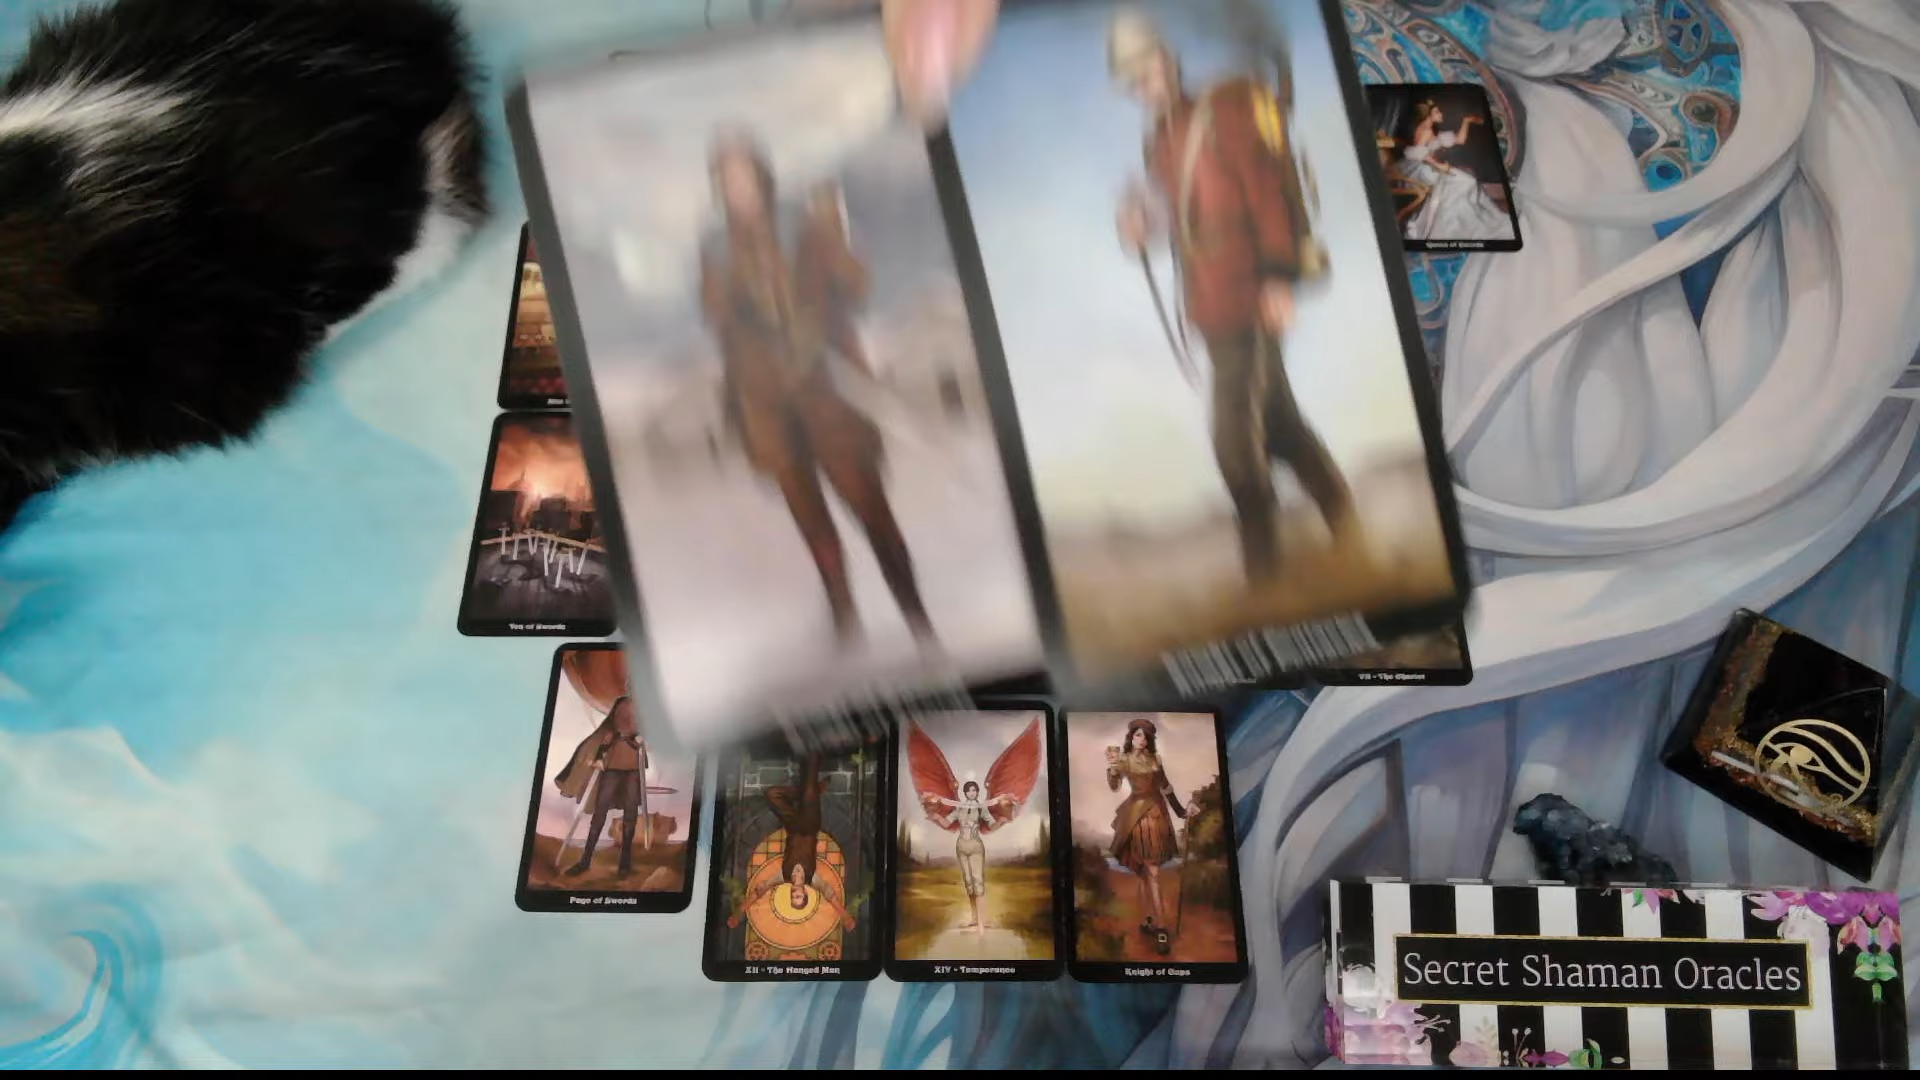 Queen of Swords
Ten of Swords
VII - The Chariot
Page of Swords
XII - The Hanged Man
XIV - Temperance
Knight of Cups
Secret Shaman Oracles